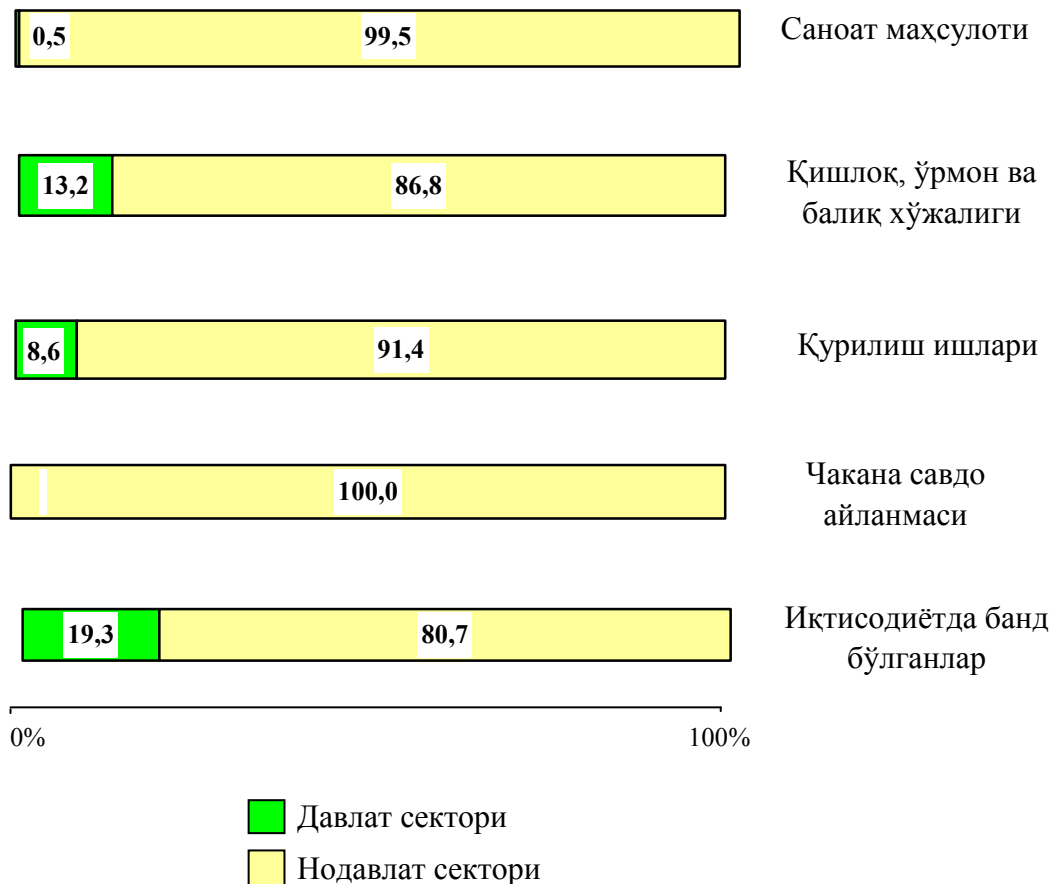 0,5 99,5 Саноат маҳсулоти
13,2 86,8 Қишлоқ, ўрмон ва
балиқ хўжалиги
8,6 91,4 Қурилиш ишлари
100,0 Чакана савдо
айланмаси
19,3 80,7 Иқтисодиётда банд
бўлганлар
0% 100%
Давлат сектори
Нодавлат сектори